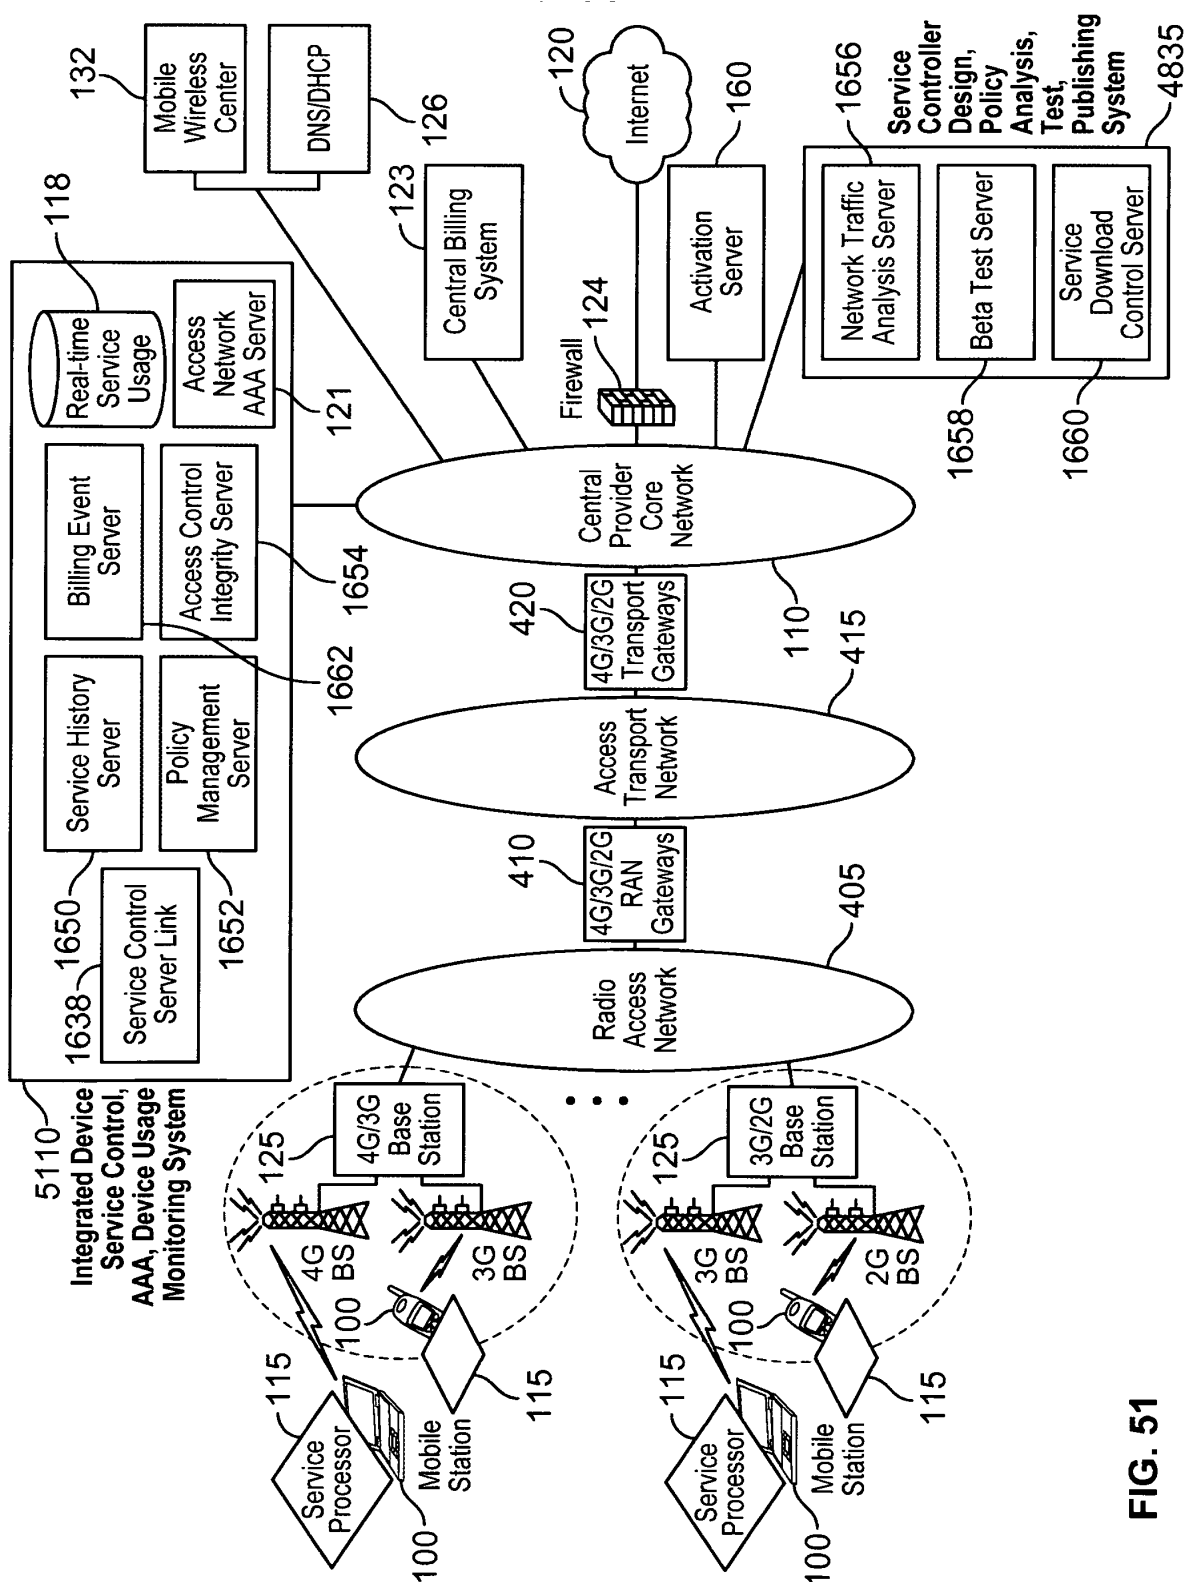 5110
Integrated Device
Service Control,
AAA, Device Usage
Monitoring System
1638
Service Control
Server Link
1650
Service History
Server
1652
Policy
Management
Server
1662
Billing Event
Server
1654
Access Control
Integrity Server
118
Real-time
Service
Usage
121
Access
Network
AAA Server
132
Mobile
Wireless
Center
DNS/DHCP
126
115
Service
Processor
100
Mobile
Station
100
115
4G
BS
3G
BS
125
4G/3G
Base
Station
115
Service
Processor
100
Mobile
Station
100
115
3G
BS
2G
BS
125
3G/2G
Base
Station
Radio
Access
Network
405
410
4G/3G/2G
RAN
Gateways
Access
Transport
Network
415
420
4G/3G/2G
Transport
Gateways
Central
Provider
Core
Network
110
123
Central Billing
System
Firewall
124
120
Internet
Activation
Server
160
Network Traffic
Analysis Server
1656
Beta Test Server
1658
Service
Download
Control Server
1660
Service
Controller
Design,
Policy
Analysis,
Test,
Publishing
System
4835
FIG. 51